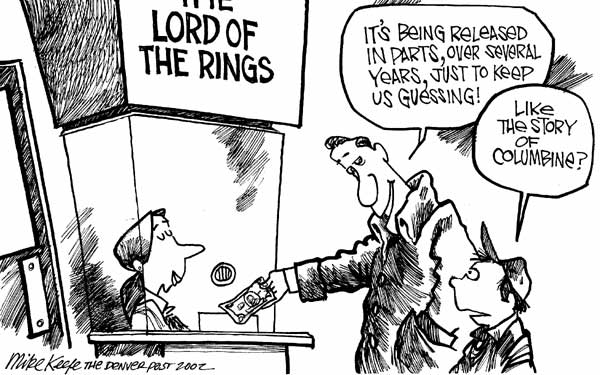 THE
LORD OF
THE RINGS
IT'S BEING RELEASED
IN PARTS, OVER SEVERAL
YEARS, JUST TO KEEP
US GUESSING!
LIKE
THE STORY
OF
COLUMBINE?
Mike Keefe THE DENVER POST 2002